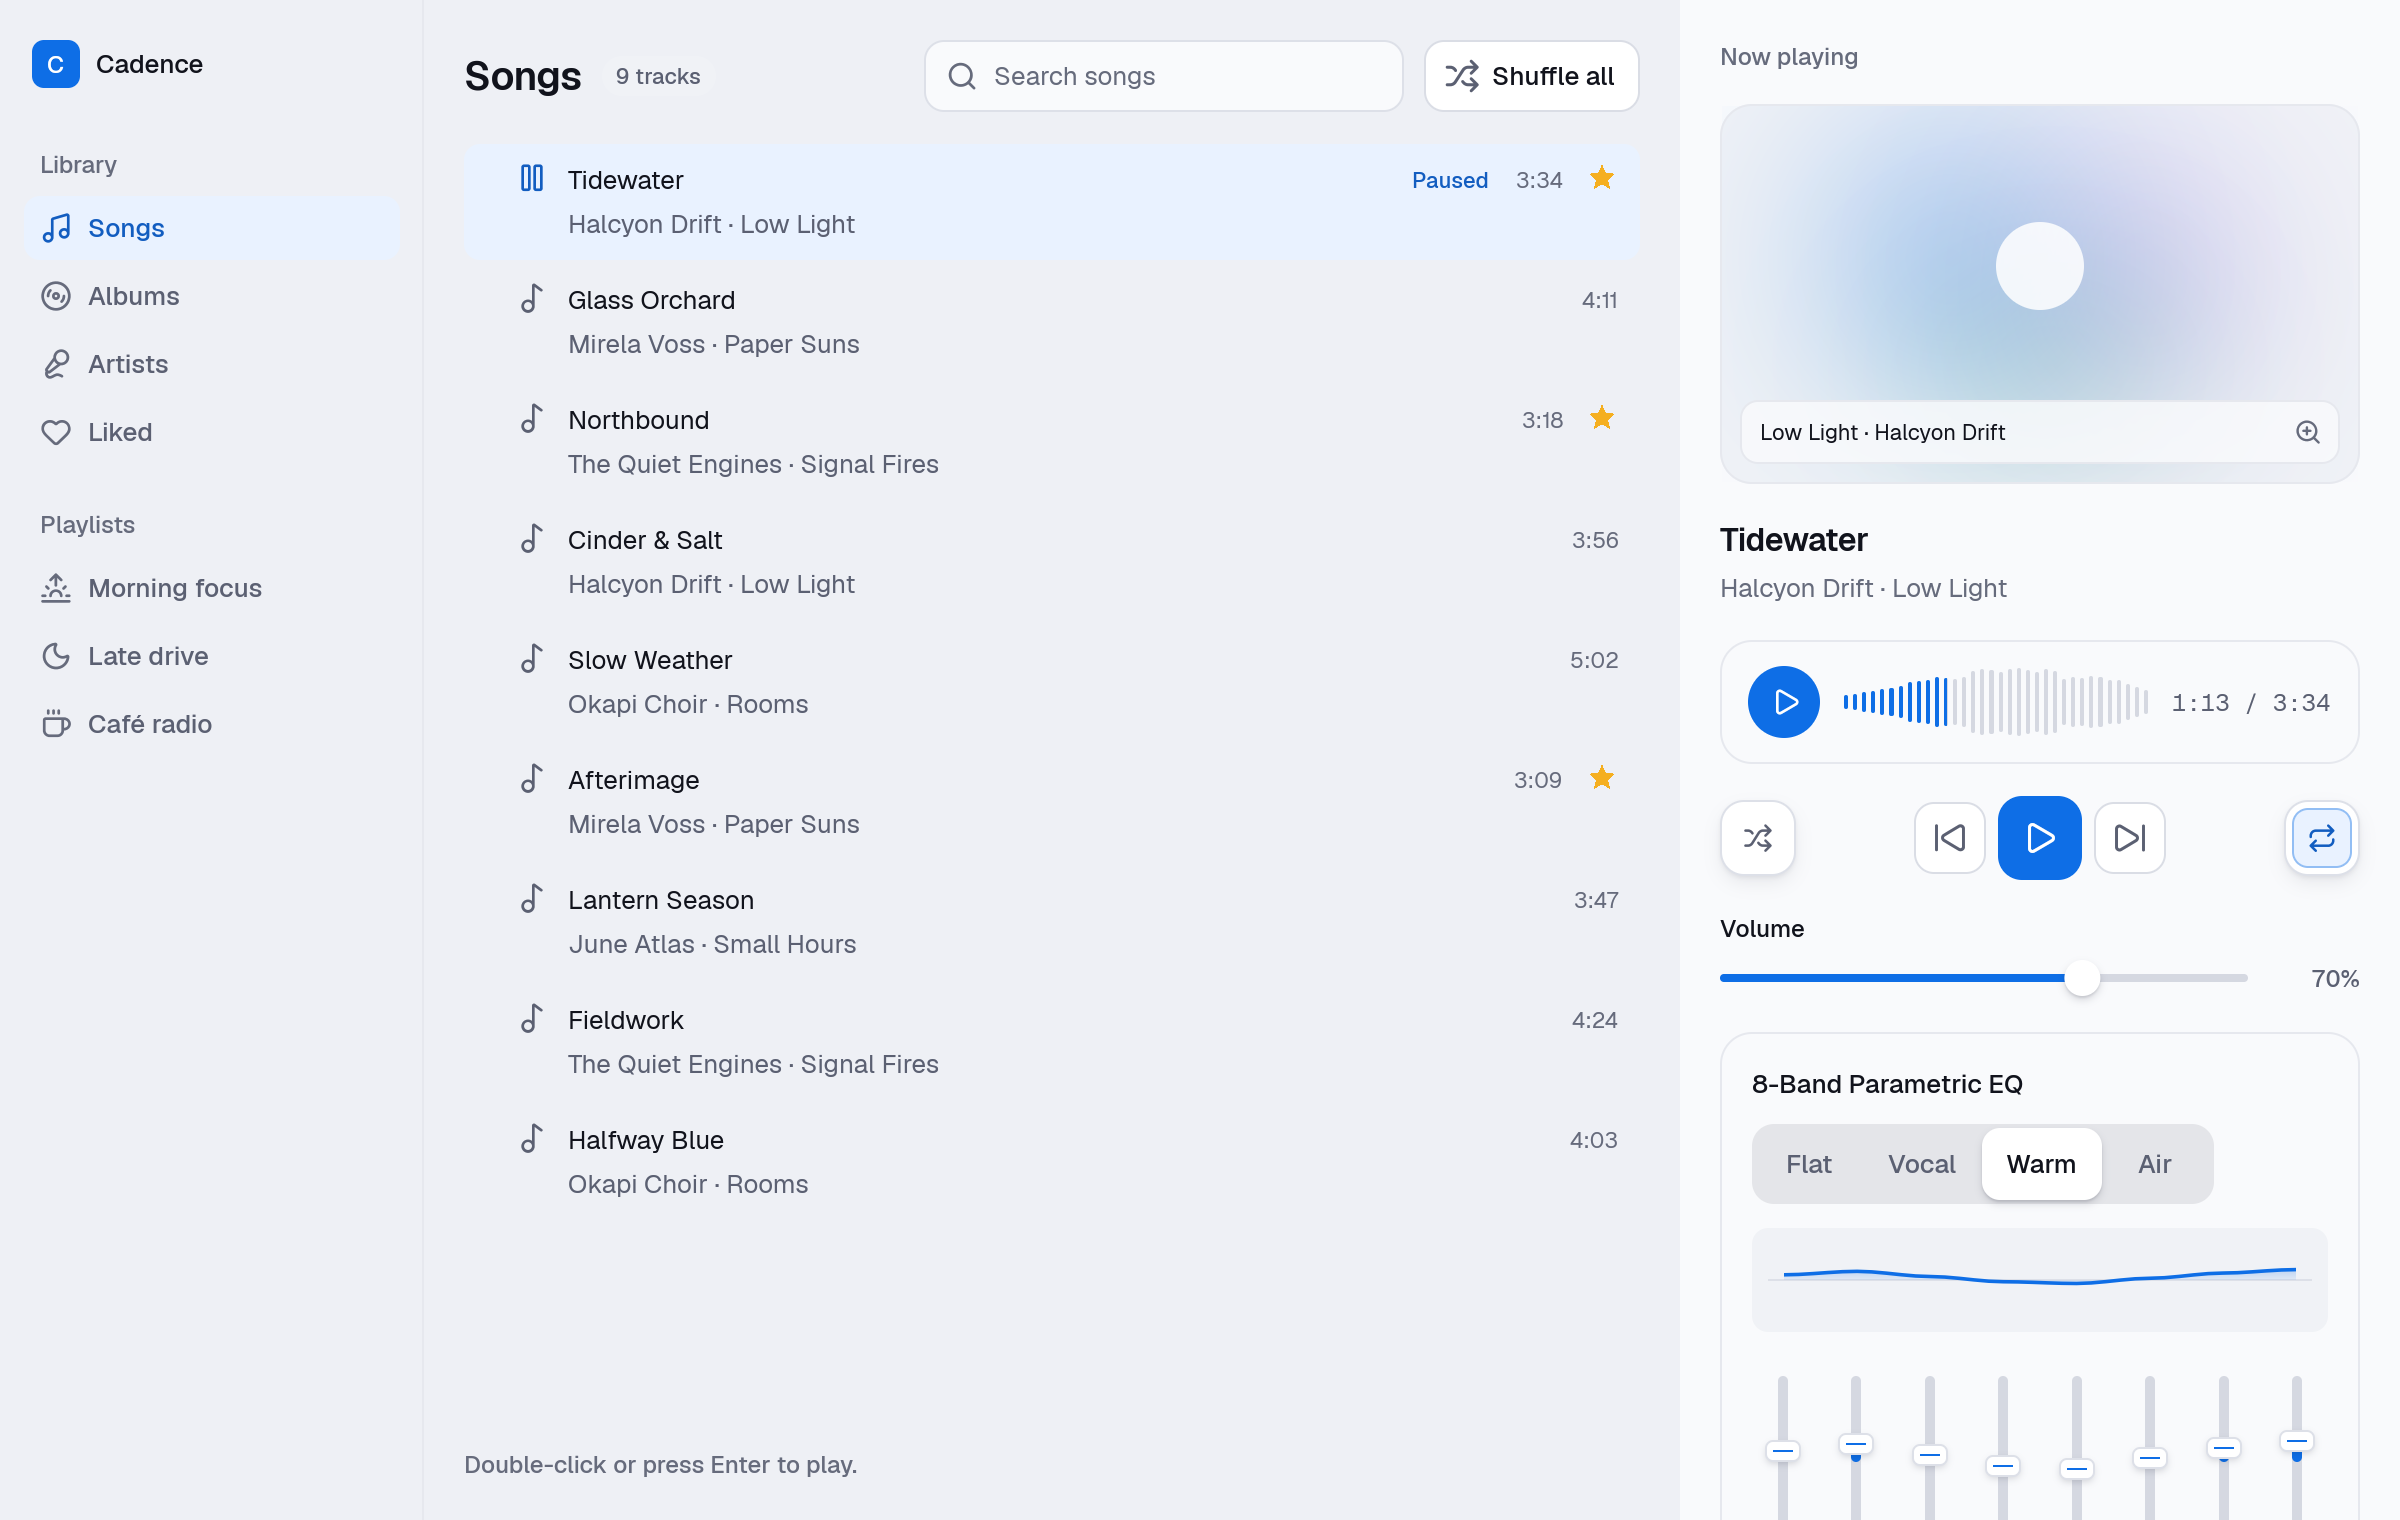 C Cadence
Library
Songs
Albums
Artists
Liked
Playlists
Morning focus
Late drive
Café radio
Songs 9 tracks Search songs Shuffle all
Tidewater Paused 3:34
Halcyon Drift · Low Light
Glass Orchard 4:11
Mirela Voss · Paper Suns
Northbound 3:18
The Quiet Engines · Signal Fires
Cinder & Salt 3:56
Halcyon Drift · Low Light
Slow Weather 5:02
Okapi Choir · Rooms
Afterimage 3:09
Mirela Voss · Paper Suns
Lantern Season 3:47
June Atlas · Small Hours
Fieldwork 4:24
The Quiet Engines · Signal Fires
Halfway Blue 4:03
Okapi Choir · Rooms
Double-click or press Enter to play.
Now playing
Low Light · Halcyon Drift
Tidewater
Halcyon Drift · Low Light
1:13 / 3:34
Volume
70%
8-Band Parametric EQ
Flat Vocal Warm Air